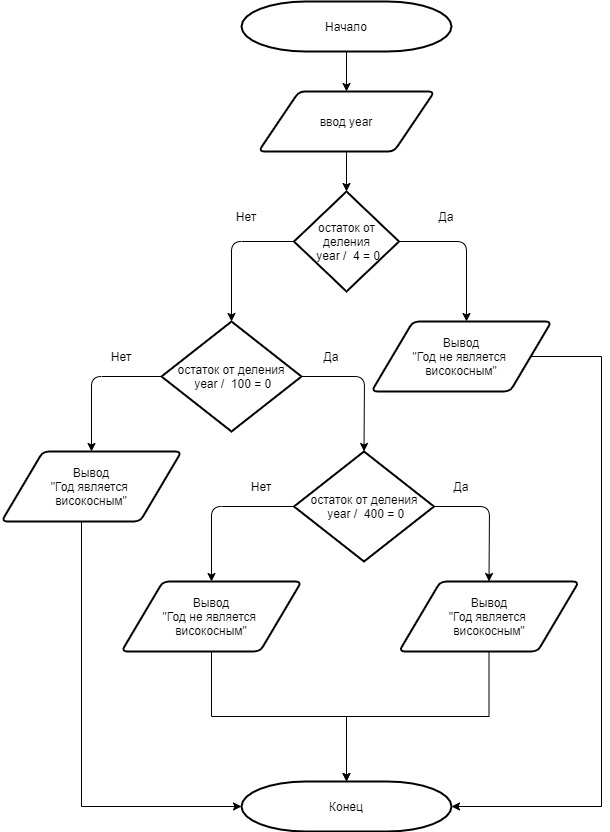 Начало
ввод year
Нет
Да
остаток от
деления
year / 4 = 0
Вывод
"Год не является
високосным"
Нет
Да
остаток от деления
year / 100 = 0
Вывод
"Год является
високосным"
Нет
Да
остаток от деления
year / 400 = 0
Вывод
"Год не является
високосным"
Вывод
"Год является
високосным"
Конец